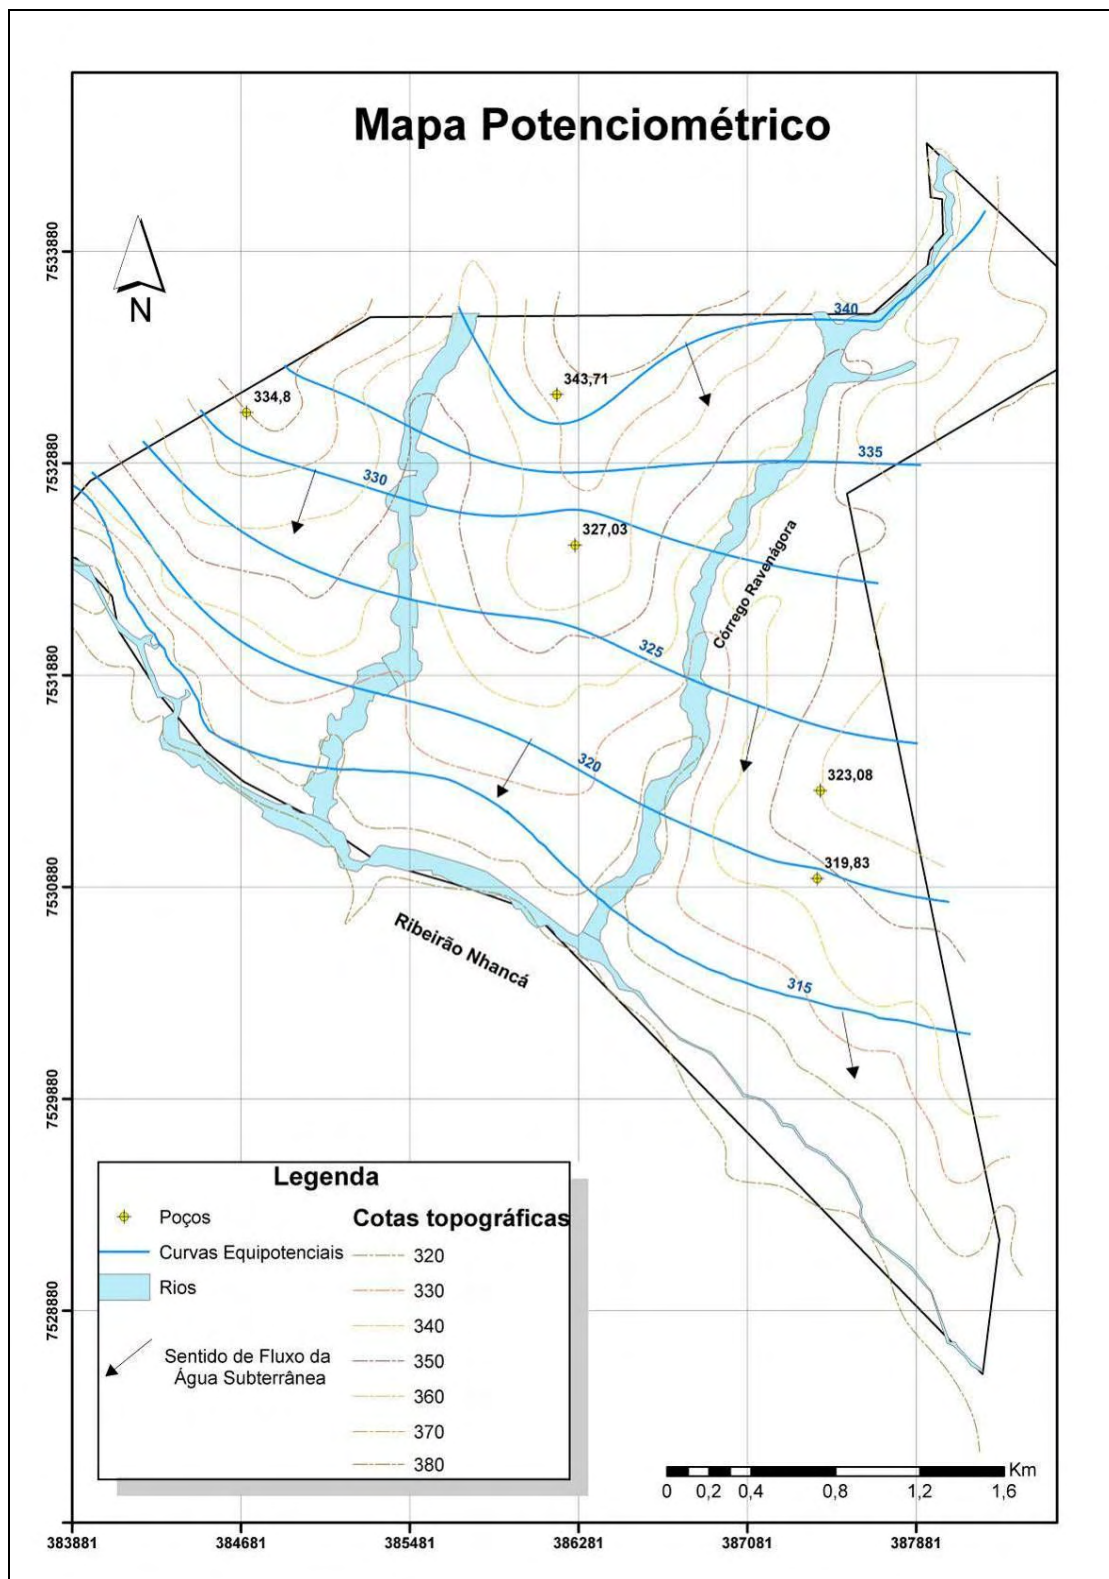 Mapa Potenciométrico
N
7533880
7532880
7531880
7530880
7529880
7528880
340
343,71
334,8
335
330
327,03
Córrego Ravenágora
325
320
323,08
319,83
Ribeirão Nhancá
315
Legenda
Poços
Curvas Equipotenciais
Rios
Sentido de Fluxo da
Água Subterrânea
Cotas topográficas
320
330
340
350
360
370
380
Km
0 0,2 0,4 0,8 1,2 1,6
383881 384681 385481 386281 387081 387881